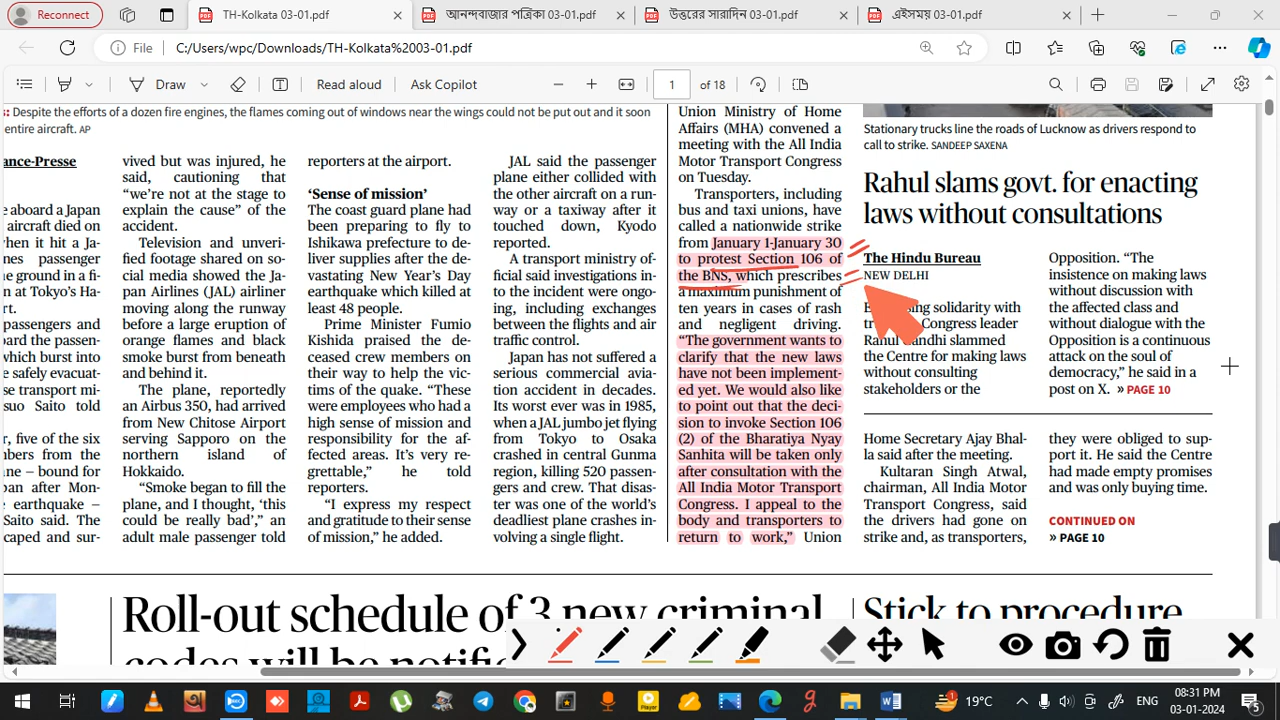 Reconnect
TH-Kolkata 03-01.pdf
আনন্দবাজার পত্রিকা 03-01.pdf
উত্তরের সারাদিন 03-01.pdf
এইসময় 03-01.pdf
File
C:/Users/wpc/Downloads/TH-Kolkata%2003-01.pdf
Draw
Read aloud
Ask Copilot
1
of 18
s: Despite the efforts of a dozen fire engines, the flames coming out of windows near the wings could not be put out and it soon
entire aircraft. AP
ance-Presse
e aboard a Japan
aircraft died on
hen it hit a Ja-
nes passenger
e ground in a fi-
n at Tokyo's Ha-
rt.
passengers and
ard the passen-
which burst into
e safely evacuat-
se transport mi-
suo Saito told
r, five of the six
mbers from the
ne – bound for
pan after Mon-
earthquake –
Saito said. The
caped and sur-
vived but was injured, he
said, cautioning that
“we're not at the stage to
explain the cause” of the
accident.
Television and unveri-
fied footage shared on so-
cial media showed the Ja-
pan Airlines (JAL) airliner
moving along the runway
before a large eruption of
orange flames and black
smoke burst from beneath
and behind it.
The plane, reportedly
an Airbus 350, had arrived
from New Chitose Airport
serving Sapporo on the
northern island of
Hokkaido.
“Smoke began to fill the
plane, and I thought, ‘this
could be really bad’,” an
adult male passenger told
reporters at the airport.
‘Sense of mission’
The coast guard plane had
been preparing to fly to
Ishikawa prefecture to de-
liver supplies after the de-
vastating New Year's Day
earthquake which killed at
least 48 people.
Prime Minister Fumio
Kishida praised the de-
ceased crew members on
their way to help the vic-
tims of the quake. “These
were employees who had a
high sense of mission and
responsibility for the af-
fected areas. It's very re-
grettable,” he told
reporters.
“I express my respect
and gratitude to their sense
of mission,” he added.
JAL said the passenger
plane either collided with
the other aircraft on a run-
way or a taxiway after it
touched down, Kyodo
reported.
A transport ministry of-
ficial said investigations in-
to the incident were ongo-
ing, including exchanges
between the flights and air
traffic control.
Japan has not suffered a
serious commercial avia-
tion accident in decades.
Its worst ever was in 1985,
when a JAL jumbo jet flying
from Tokyo to Osaka
crashed in central Gunma
region, killing 520 passen-
gers and crew. That disas-
ter was one of the world's
deadliest plane crashes in-
volving a single flight.
Union Ministry of Home
Affairs (MHA) convened a
meeting with the All India
Motor Transport Congress
on Tuesday.
Transporters, including
bus and taxi unions, have
called a nationwide strike
from January 1-January 30
to protest Section 106 of
the BNS, which prescribes
a maximum punishment of
ten years in cases of rash
and negligent driving.
“The government wants to
clarify that the new laws
have not been implement-
ed yet. We would also like
to point out that the deci-
sion to invoke Section 106
(2) of the Bharatiya Nyay
Sanhita will be taken only
after consultation with the
All India Motor Transport
Congress. I appeal to the
body and transporters to
return to work,” Union
Stationary trucks line the roads of Lucknow as drivers respond to
call to strike. SANDEEP SAXENA
Rahul slams govt. for enacting
laws without consultations
The Hindu Bureau
NEW DELHI
solidarity with
Congress leader
Rahul Gandhi slammed
the Centre for making laws
without consulting
stakeholders or the
Opposition. “The
insistence on making laws
without discussion with
the affected class and
without dialogue with the
Opposition is a continuous
attack on the soul of
democracy,” he said in a
post on X. » PAGE 10
Home Secretary Ajay Bhal-
la said after the meeting.
Kultaran Singh Atwal,
chairman, All India Motor
Transport Congress, said
the drivers had gone on
strike and, as transporters,
they were obliged to sup-
port it. He said the Centre
had made empty promises
and was only buying time.
CONTINUED ON
» PAGE 10
Roll-out schedule of 3 new criminal
codes will be notifi
Stick to procedure
19°C
ENG
08:31 PM
03-01-2024
5